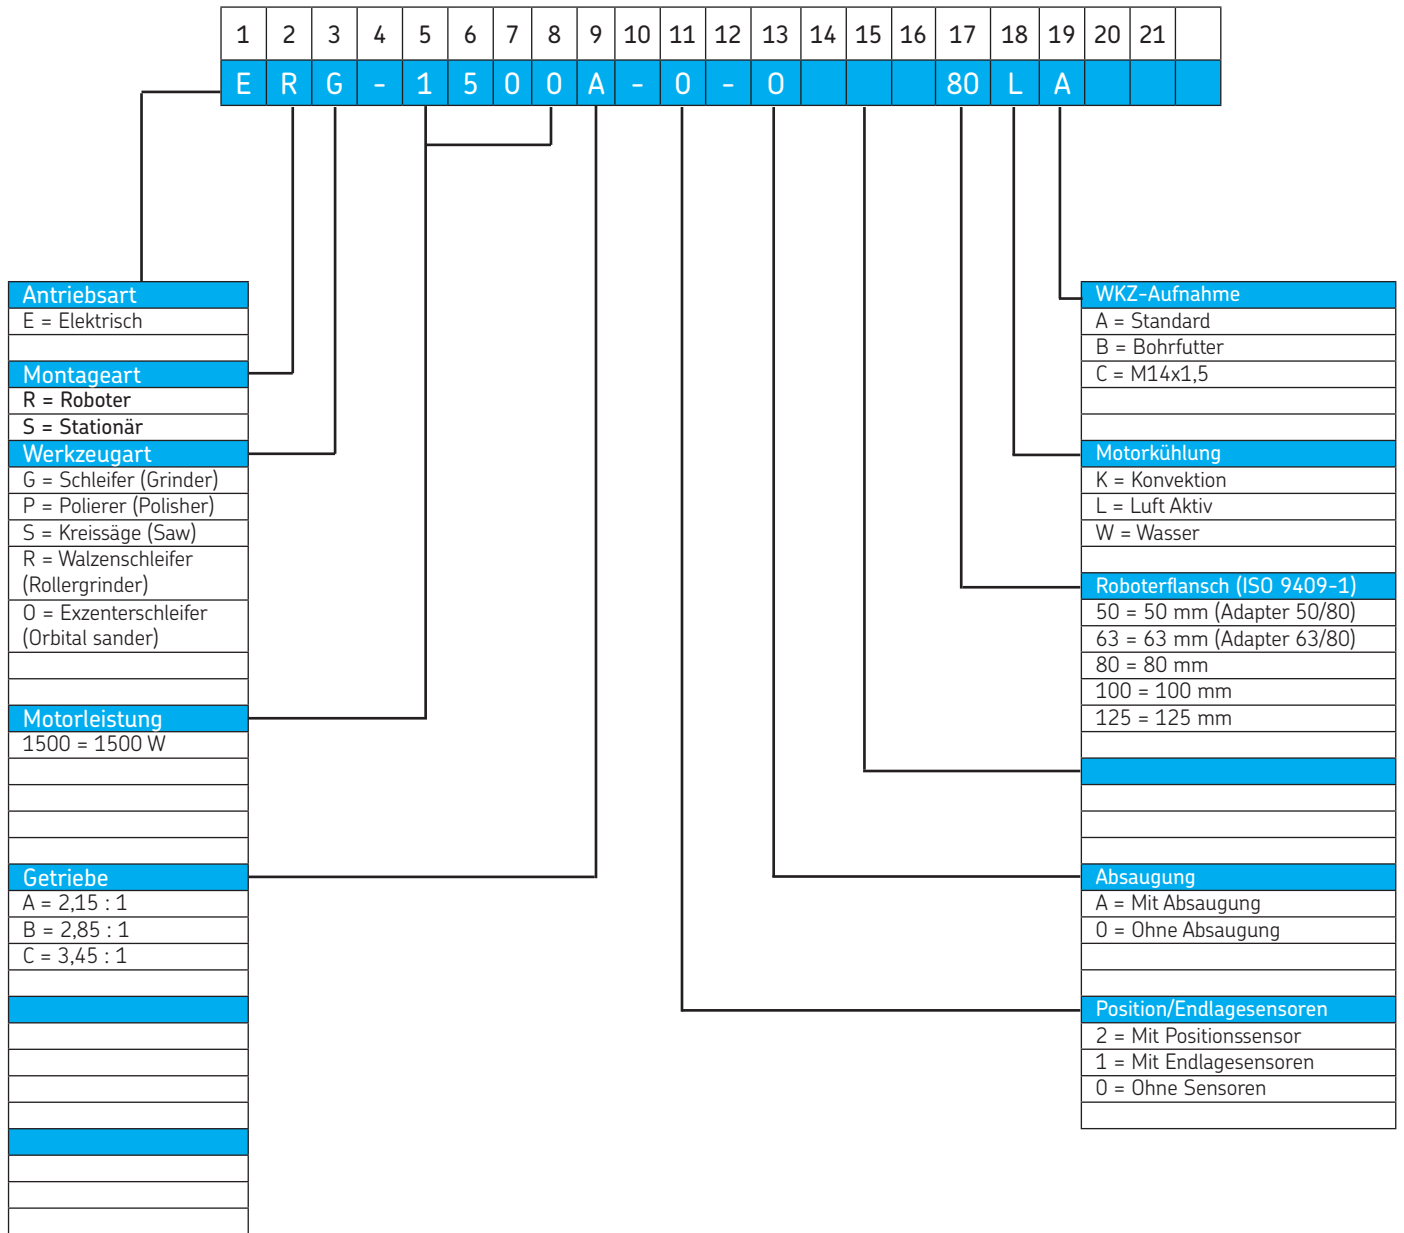 1 2 3 4 5 6 7 8 9 10 11 12 13 14 15 16 17 18 19 20 21
E R G - 1 5 0 0 A - 0 - 0 80 L A
Antriebsart
E = Elektrisch
Montageart
R = Roboter
S = Stationär
Werkzeugart
G = Schleifer (Grinder)
P = Polierer (Polisher)
S = Kreissäge (Saw)
R = Walzenschleifer
(Rollergrinder)
O = Exzenterschleifer
(Orbital sander)
Motorleistung
1500 = 1500 W
Getriebe
A = 2,15 : 1
B = 2,85 : 1
C = 3,45 : 1
WKZ-Aufnahme
A = Standard
B = Bohrfutter
C = M14x1,5
Motorkühlung
K = Konvektion
L = Luft Aktiv
W = Wasser
Roboterflansch (ISO 9409-1)
50 = 50 mm (Adapter 50/80)
63 = 63 mm (Adapter 63/80)
80 = 80 mm
100 = 100 mm
125 = 125 mm
Absaugung
A = Mit Absaugung
0 = Ohne Absaugung
Position/Endlagesensoren
2 = Mit Positionssensor
1 = Mit Endlagesensoren
0 = Ohne Sensoren